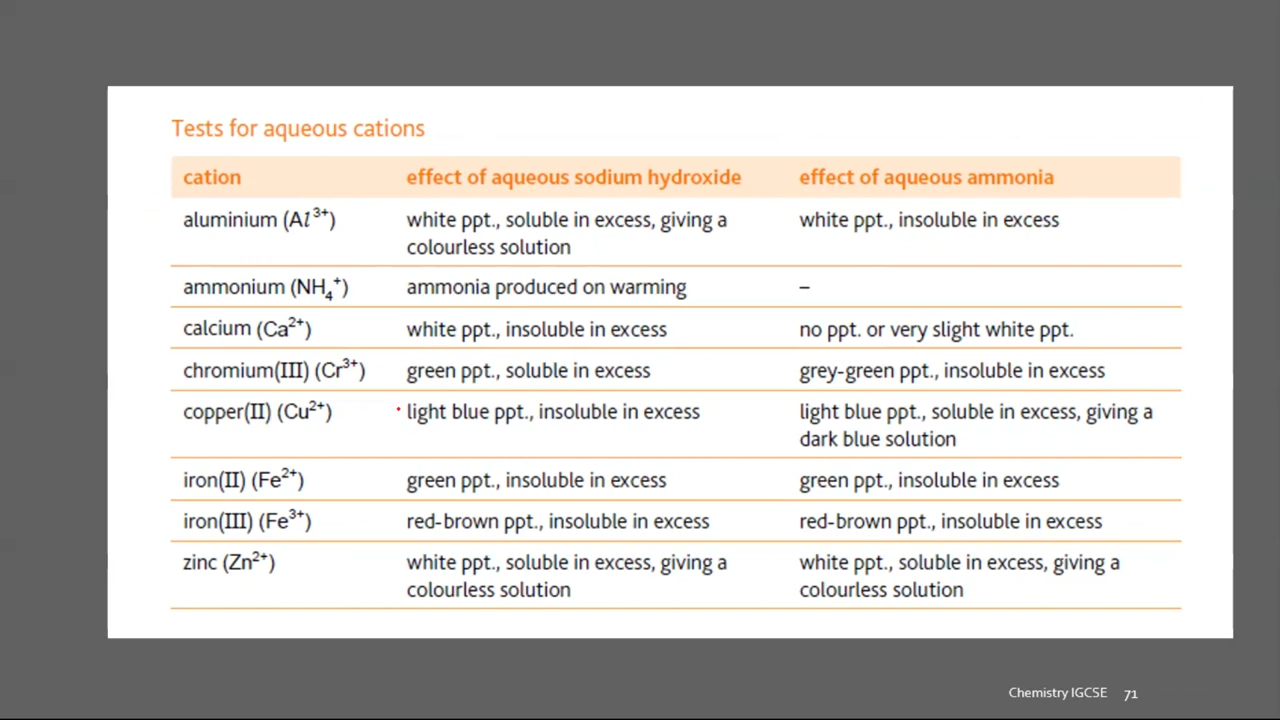 Tests for aqueous cations
cation effect of aqueous sodium hydroxide effect of aqueous ammonia
aluminium (Al³⁺) white ppt., soluble in excess, giving a white ppt., insoluble in excess
colourless solution
ammonium (NH₄⁺) ammonia produced on warming –
calcium (Ca²⁺) white ppt., insoluble in excess no ppt. or very slight white ppt.
chromium(III) (Cr³⁺) green ppt., soluble in excess grey-green ppt., insoluble in excess
copper(II) (Cu²⁺) light blue ppt., insoluble in excess light blue ppt., soluble in excess, giving a
dark blue solution
iron(II) (Fe²⁺) green ppt., insoluble in excess green ppt., insoluble in excess
iron(III) (Fe³⁺) red-brown ppt., insoluble in excess red-brown ppt., insoluble in excess
zinc (Zn²⁺) white ppt., soluble in excess, giving a white ppt., soluble in excess, giving a
colourless solution colourless solution
Chemistry IGCSE 71